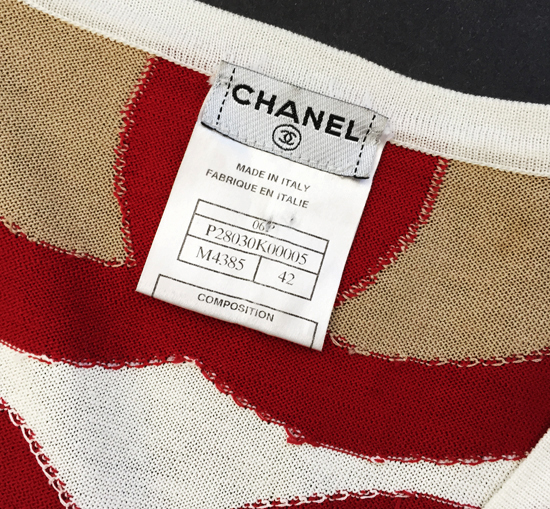 CHANEL
MADE IN ITALY
FABRIQUE EN ITALIE
06P
P28030K00005
M4385 42
COMPOSITION